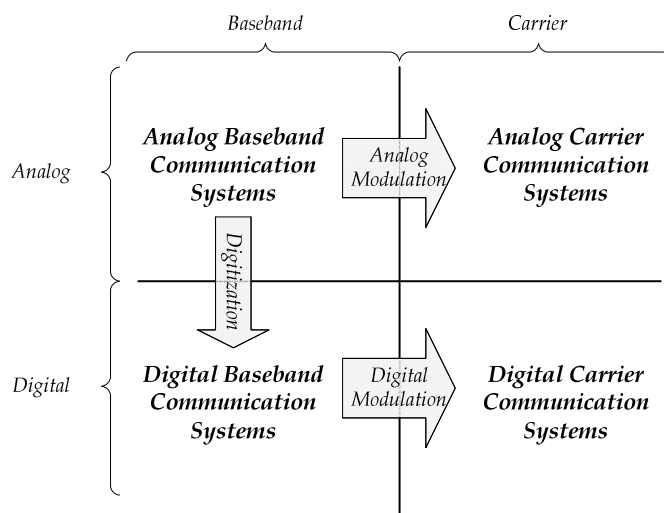 Baseband
Carrier
Analog
Analog Baseband
Communication
Systems
Analog
Modulation
Analog Carrier
Communication
Systems
Digitization
Digital
Digital Baseband
Communication
Systems
Digital
Modulation
Digital Carrier
Communication
Systems